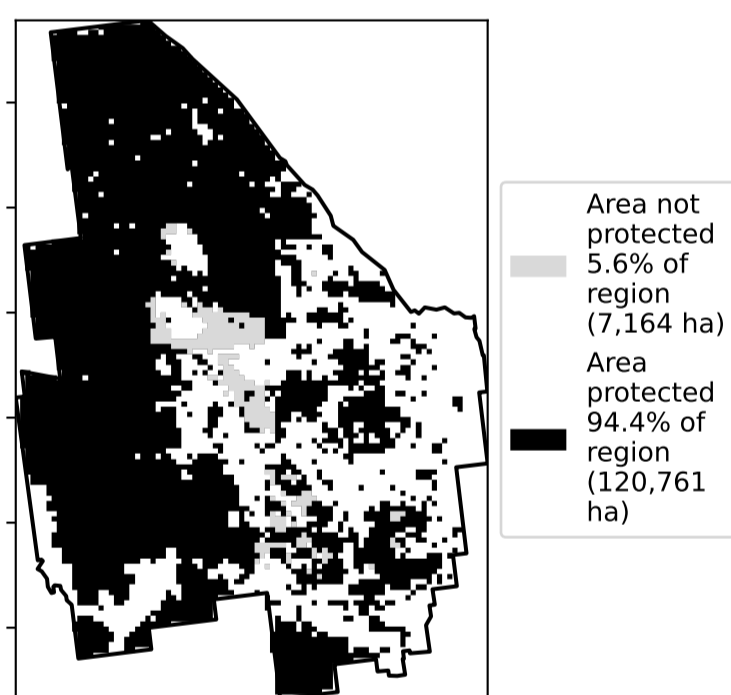 Area not
protected
5.6% of
region
(7,164 ha)
Area
protected
94.4% of
region
(120,761
ha)